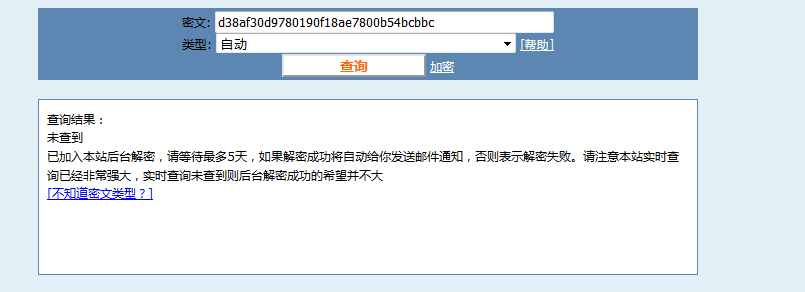 密文: d38af30d9780190f18ae7800b54bcbbc
类型: 自动 [帮助]
查询 加密
查询结果：
未查到
已加入本站后台解密，请等待最多5天，如果解密成功将自动给你发送邮件通知，否则表示解密失败。请注意本站实时查
询已经非常强大，实时查询未查到则后台解密成功的希望并不大
[不知道密文类型？]